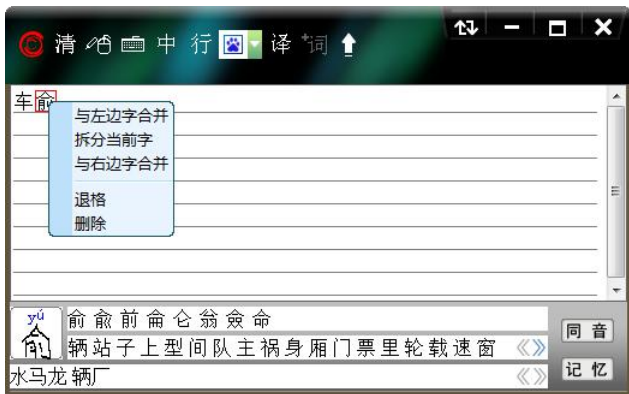 清 中 行 译 词
车俞
与左边字合并
拆分当前字
与右边字合并
退格
删除
yú
俞 俞 前 侖 仑 翁 佥 命
同 音
辆 站 子 上 型 间 队 主 祸 身 厢 门 票 里 轮 载 速 窗
水马龙 辆厂
记 忆